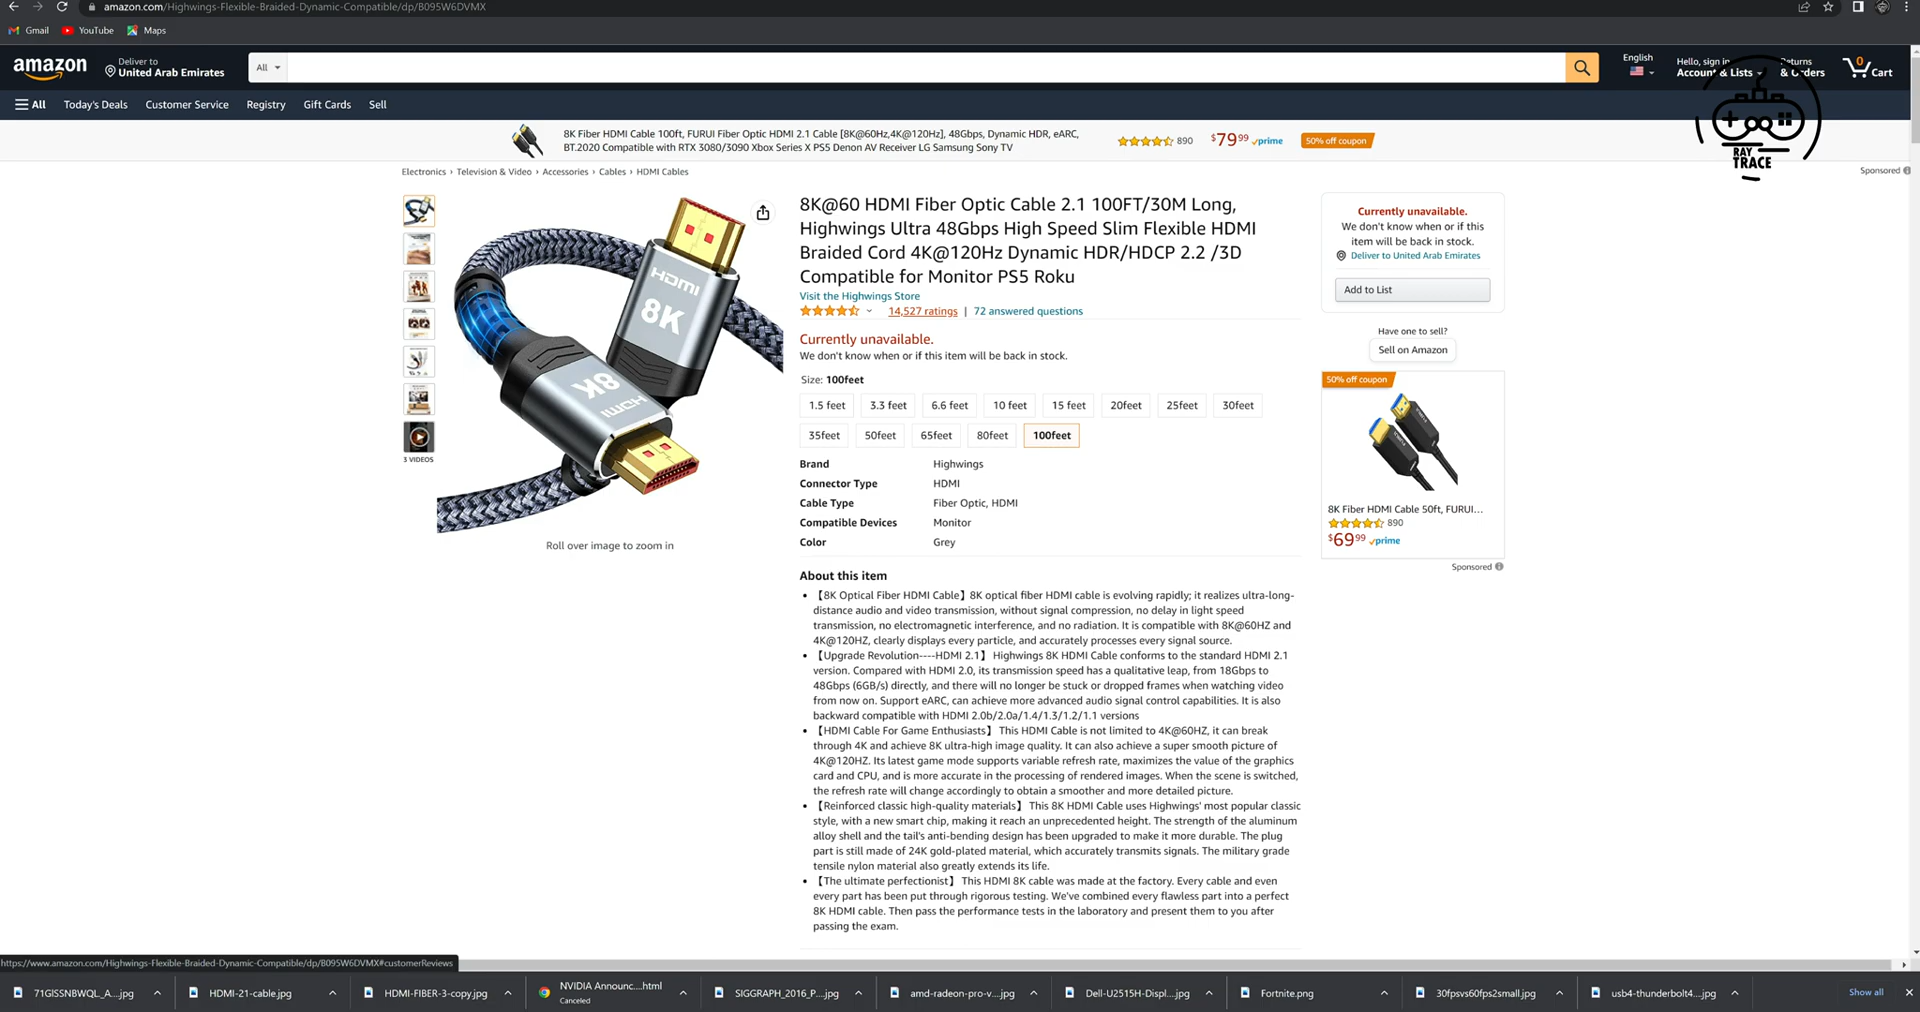 amazon.com/Highwings-Flexible-Braided-Dynamic-Compatible/dp/B095W6DVMX
Gmail YouTube Maps
amazon
Deliver to
United Arab Emirates
All
English
Hello, sign in
Account & Lists
Returns
& Orders
0
Cart
All Today's Deals Customer Service Registry Gift Cards Sell
RAY
TRACE
8K Fiber HDMI Cable 100ft, FURUI Fiber Optic HDMI 2.1 Cable [8K@60Hz,4K@120Hz], 48Gbps, Dynamic HDR, eARC,
BT.2020 Compatible with RTX 3080/3090 Xbox Series X PS5 Denon AV Receiver LG Samsung Sony TV
890
$79.99 prime
50% off coupon
Sponsored
Electronics › Television & Video › Accessories › Cables › HDMI Cables
HDMI
8K
8K
HDMI
3 VIDEOS
Roll over image to zoom in
8K@60 HDMI Fiber Optic Cable 2.1 100FT/30M Long,
Highwings Ultra 48Gbps High Speed Slim Flexible HDMI
Braided Cord 4K@120Hz Dynamic HDR/HDCP 2.2 /3D
Compatible for Monitor PS5 Roku
Visit the Highwings Store
14,527 ratings | 72 answered questions
Currently unavailable.
We don't know when or if this item will be back in stock.
Size: 100feet
1.5 feet 3.3 feet 6.6 feet 10 feet 15 feet 20feet 25feet 30feet
35feet 50feet 65feet 80feet 100feet
Brand Highwings
Connector Type HDMI
Cable Type Fiber Optic, HDMI
Compatible Devices Monitor
Color Grey
About this item
• 【8K Optical Fiber HDMI Cable】8K optical fiber HDMI cable is evolving rapidly; it realizes ultra-long-
distance audio and video transmission, without signal compression, no delay in light speed
transmission, no electromagnetic interference, and no radiation. It is compatible with 8K@60HZ and
4K@120HZ, clearly displays every particle, and accurately processes every signal source.
• 【Upgrade Revolution----HDMI 2.1】 Highwings 8K HDMI Cable conforms to the standard HDMI 2.1
version. Compared with HDMI 2.0, its transmission speed has a qualitative leap, from 18Gbps to
48Gbps (6GB/s) directly, and there will no longer be stuck or dropped frames when watching video
from now on. Support eARC, can achieve more advanced audio signal control capabilities. It is also
backward compatible with HDMI 2.0b/2.0a/1.4/1.3/1.2/1.1 versions
• 【HDMI Cable For Game Enthusiasts】 This HDMI Cable is not limited to 4K@60HZ, it can break
through 4K and achieve 8K ultra-high image quality. It can also achieve a super smooth picture of
4K@120HZ. Its latest game mode supports variable refresh rate, maximizes the value of the graphics
card and CPU, and is more accurate in the processing of rendered images. When the scene is switched,
the refresh rate will change accordingly to obtain a smoother and more detailed picture.
• 【Reinforced classic high-quality materials】 This 8K HDMI Cable uses Highwings' most popular classic
style, with a new smart chip, making it reach an unprecedented height. The strength of the aluminum
alloy shell and the tail's anti-bending design has been upgraded to make it more durable. The plug
part is still made of 24K gold-plated material, which accurately transmits signals. The military grade
tensile nylon material also greatly extends its life.
• 【The ultimate perfectionist】 This HDMI 8K cable was made at the factory. Every cable and even
every part has been put through rigorous testing. We've combined every flawless part into a perfect
8K HDMI cable. Then pass the performance tests in the laboratory and present them to you after
passing the exam.
Currently unavailable.
We don't know when or if this
item will be back in stock.
Deliver to United Arab Emirates
Add to List
Have one to sell?
Sell on Amazon
50% off coupon
8K Fiber HDMI Cable 50ft, FURUI...
890
$69.99 prime
Sponsored
https://www.amazon.com/Highwings-Flexible-Braided-Dynamic-Compatible/dp/B095W6DVMX#customerReviews
71GlSSNBWQL._A....jpg
HDMI-21-cable.jpg
HDMI-FIBER-3-copy.jpg
NVIDIA Announc....html
Canceled
SIGGRAPH_2016_P....jpg
amd-radeon-pro-v....jpg
Dell-U2515H-Displ....jpg
Fortnite.png
30fpsvs60fps2small.jpg
usb4-thunderbolt4....jpg
Show all